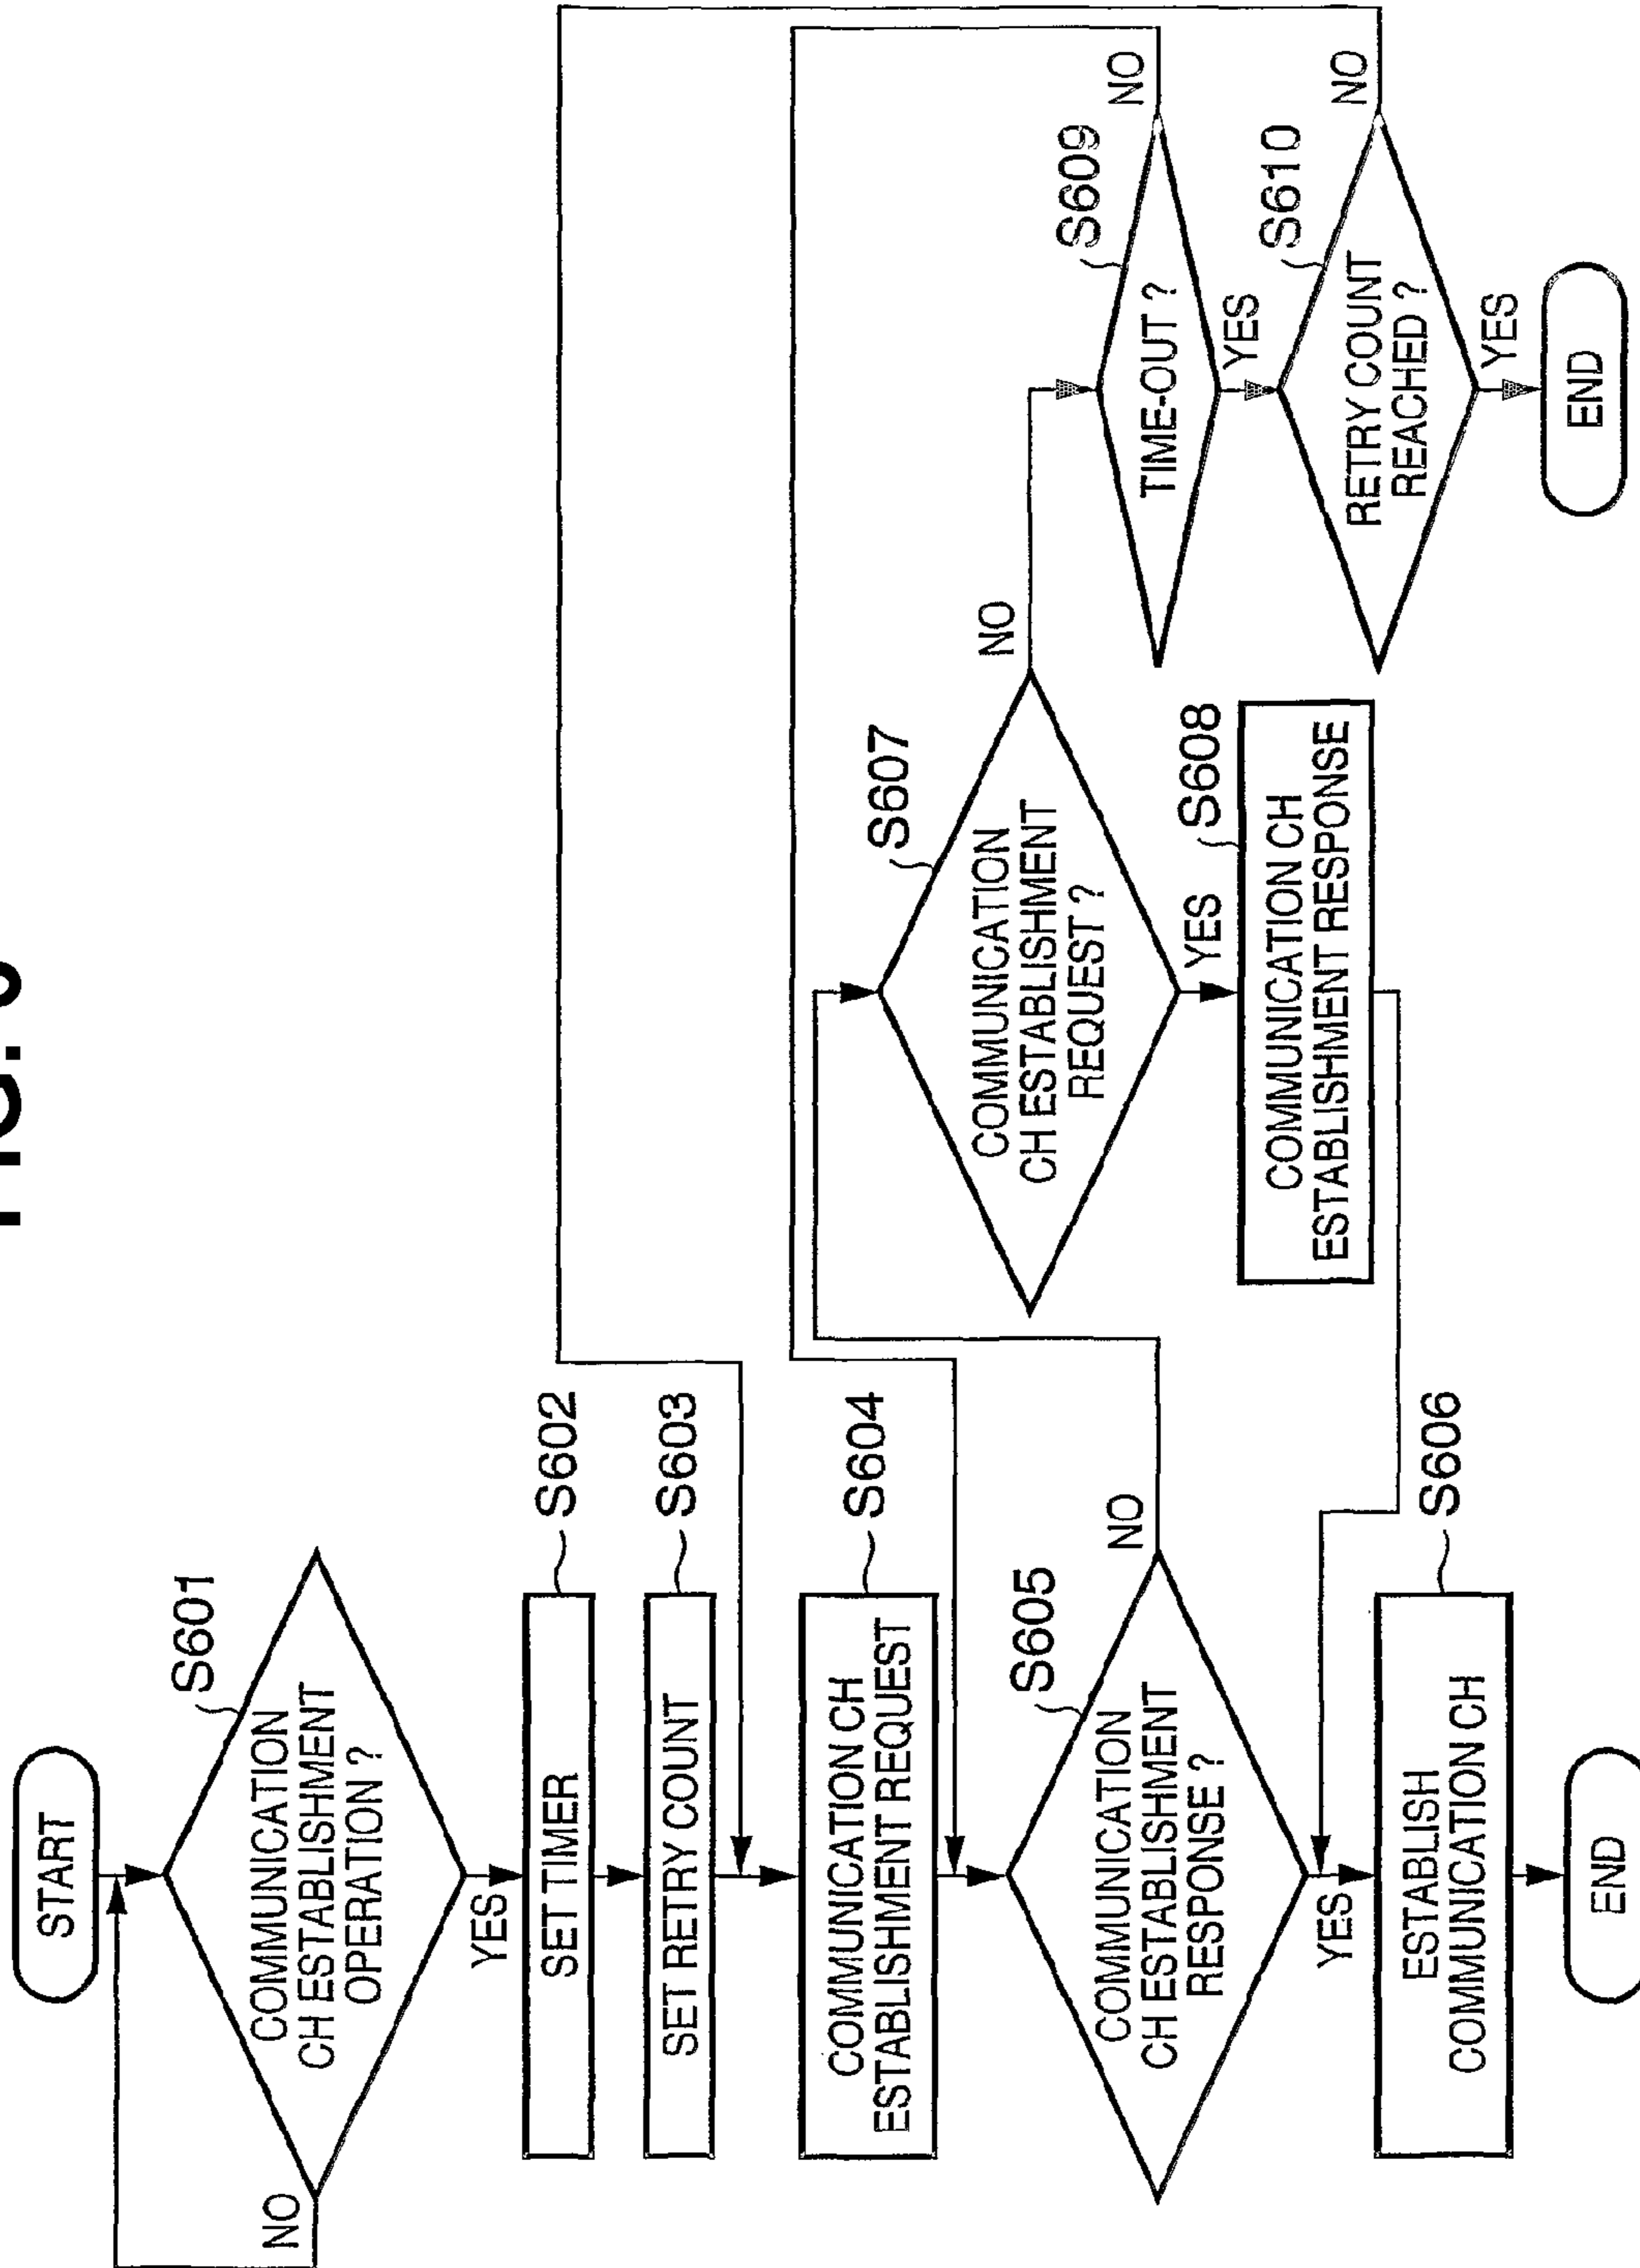 START
S601
COMMUNICATION
CH ESTABLISHMENT
OPERATION ?
NO
YES
S602
SET TIMER
S603
SET RETRY COUNT
S604
COMMUNICATION CH
ESTABLISHMENT REQUEST
S605
COMMUNICATION
CH ESTABLISHMENT
RESPONSE ?
NO
YES
S606
ESTABLISH
COMMUNICATION CH
END
S607
COMMUNICATION
CH ESTABLISHMENT
REQUEST ?
NO
YES
S608
COMMUNICATION CH
ESTABLISHMENT RESPONSE
S609
TIME-OUT ?
NO
YES
S610
RETRY COUNT
REACHED ?
NO
YES
END